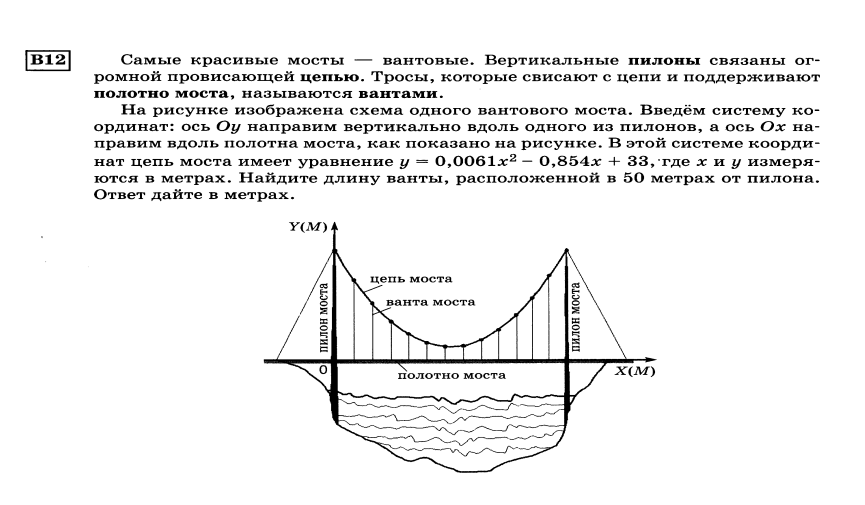 В12
Самые красивые мосты — вантовые. Вертикальные пилоны связаны ог-
ромной провисающей цепью. Тросы, которые свисают с цепи и поддерживают
полотно моста, называются вантами.
На рисунке изображена схема одного вантового моста. Введём систему ко-
ординат: ось Oy направим вертикально вдоль одного из пилонов, а ось Ox на-
правим вдоль полотна моста, как показано на рисунке. В этой системе коорди-
нат цепь моста имеет уравнение y = 0,0061x² − 0,854x + 33, где x и y измеря-
ются в метрах. Найдите длину ванты, расположенной в 50 метрах от пилона.
Ответ дайте в метрах.
Y(М)
цепь моста
ванта моста
пилон моста
пилон моста
O
полотно моста
X(М)